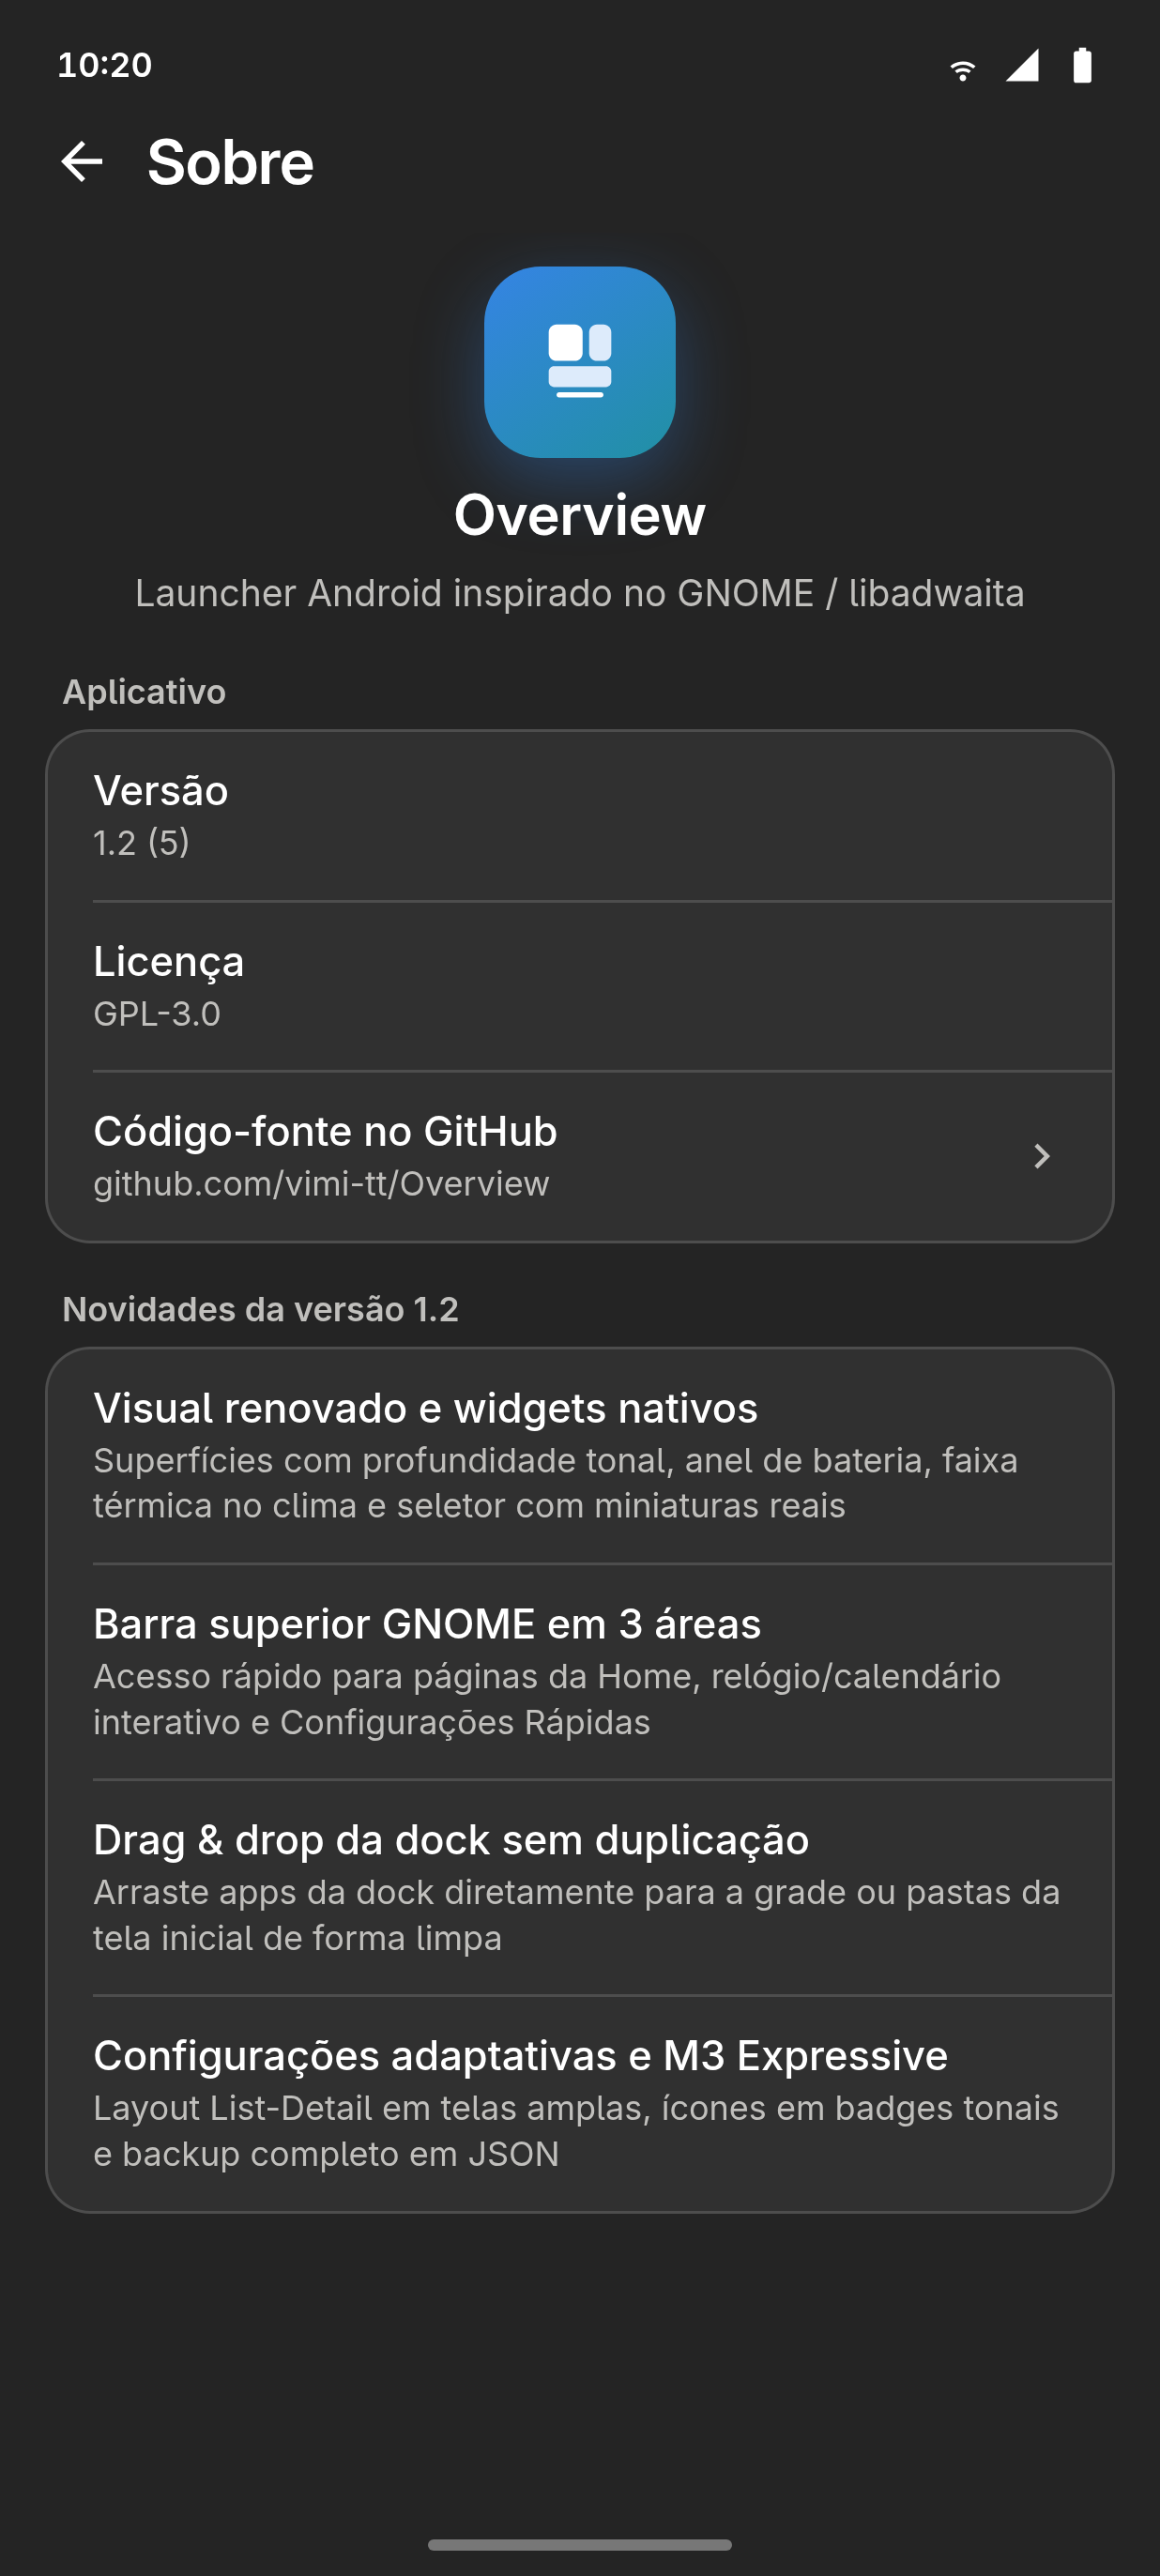 10:20
Sobre
Overview
Launcher Android inspirado no GNOME / libadwaita
Aplicativo
Versão
1.2 (5)
Licença
GPL-3.0
Código-fonte no GitHub
github.com/vimi-tt/Overview
Novidades da versão 1.2
Visual renovado e widgets nativos
Superfícies com profundidade tonal, anel de bateria, faixa
térmica no clima e seletor com miniaturas reais
Barra superior GNOME em 3 áreas
Acesso rápido para páginas da Home, relógio/calendário
interativo e Configurações Rápidas
Drag & drop da dock sem duplicação
Arraste apps da dock diretamente para a grade ou pastas da
tela inicial de forma limpa
Configurações adaptativas e M3 Expressive
Layout List-Detail em telas amplas, ícones em badges tonais
e backup completo em JSON